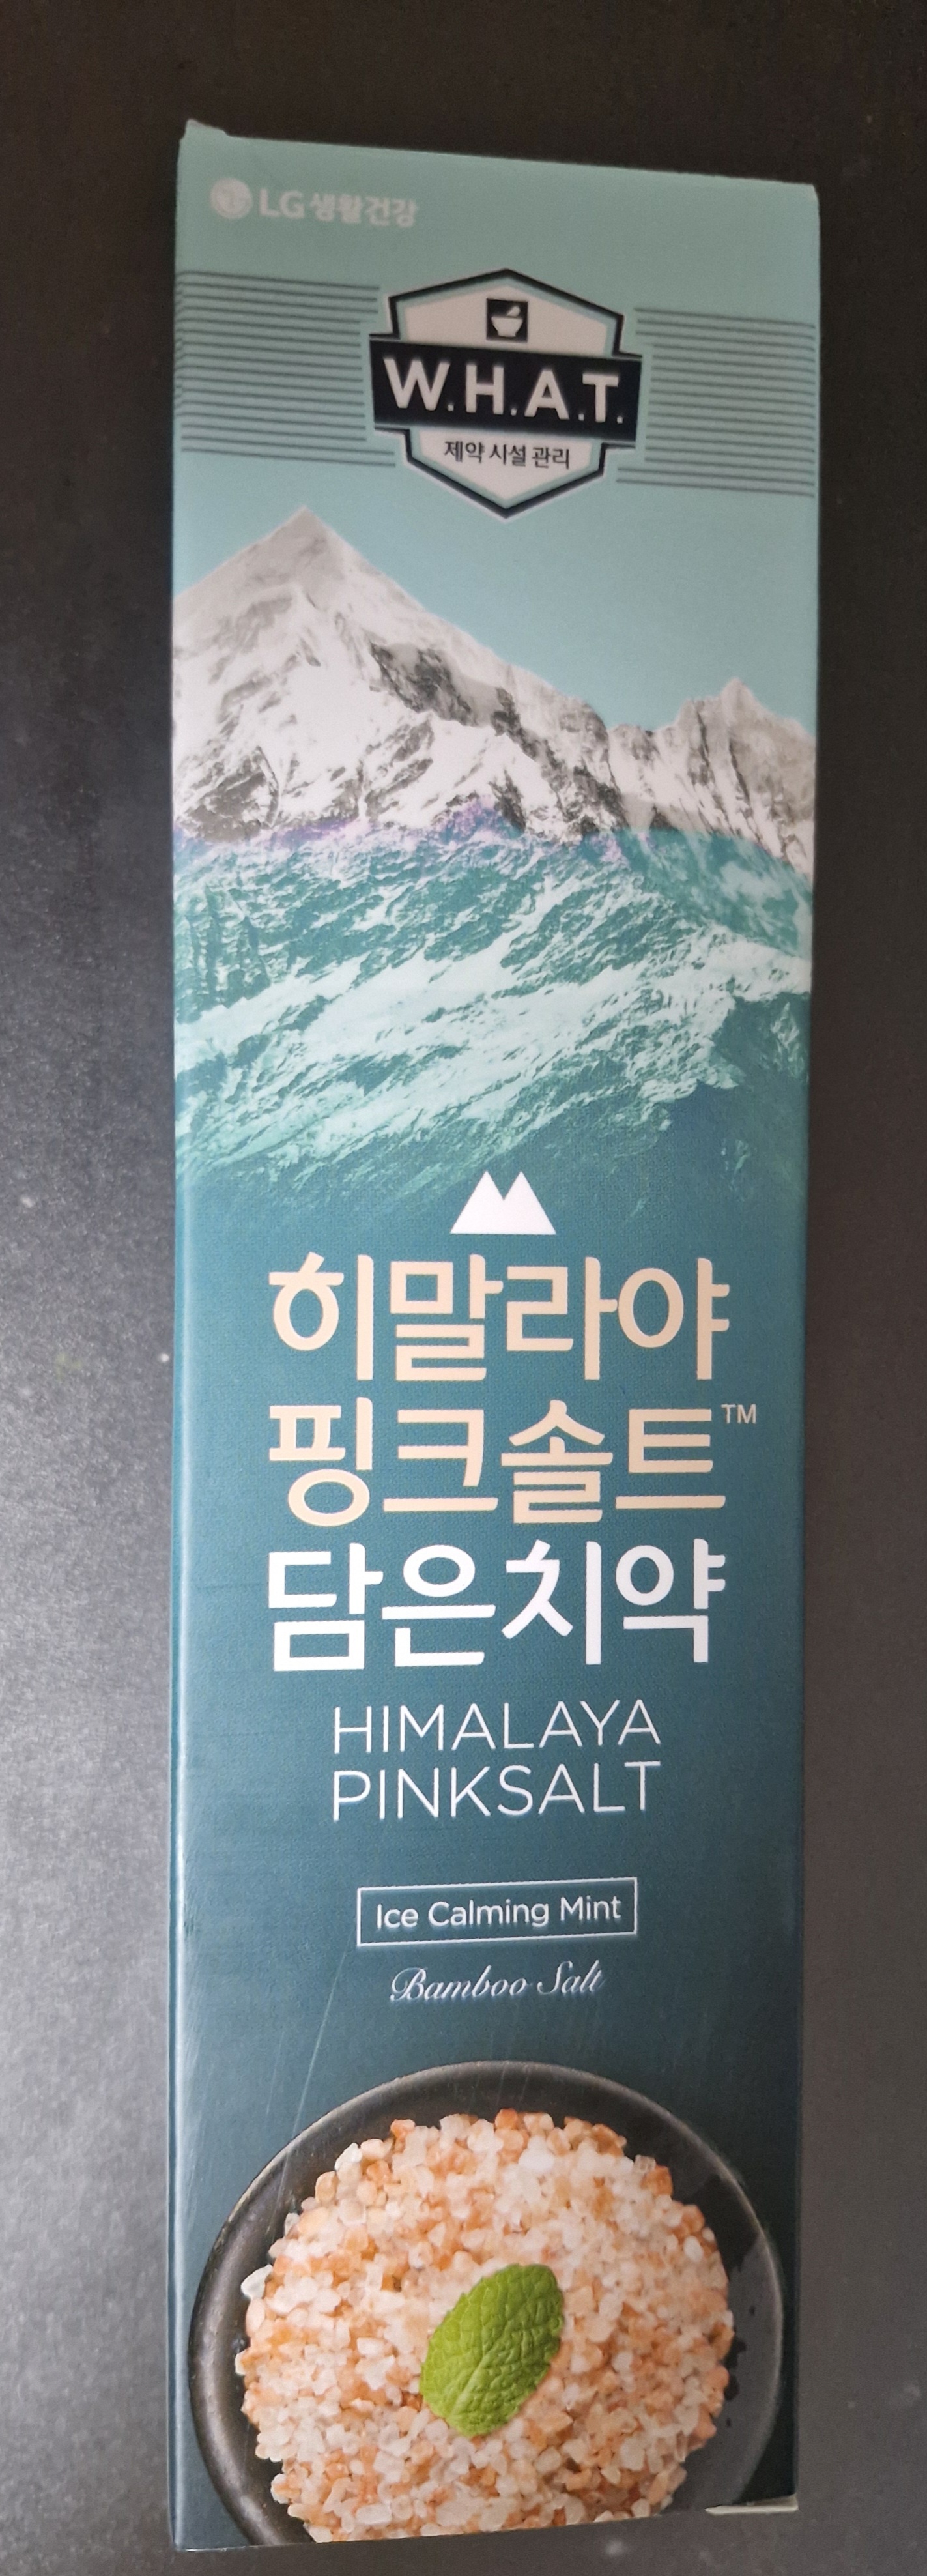 LG생활건강
W.H.A.T.
제약 시설 관리
히말라야
핑크솔트™
담은치약
HIMALAYA
PINKSALT
Ice Calming Mint
Bamboo Salt